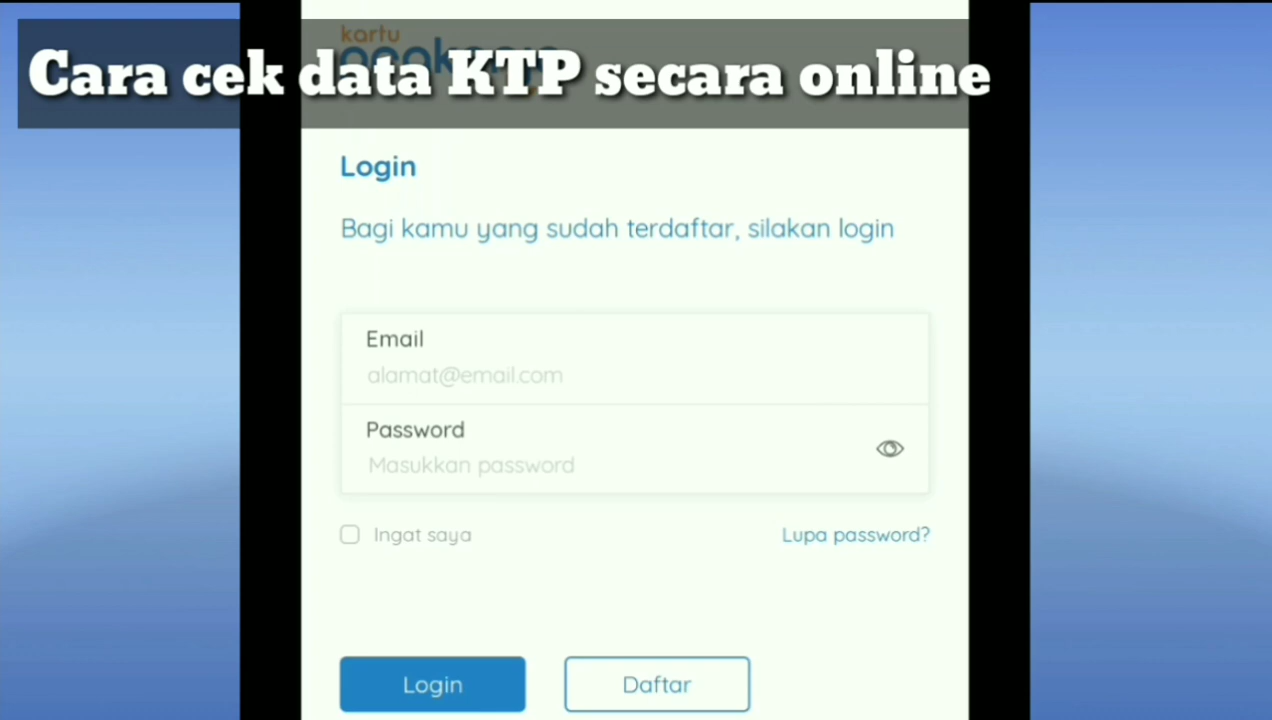 kartu
Cara cek data KTP secara online
Login
Bagi kamu yang sudah terdaftar, silakan login
Email
alamat@email.com
Password
Masukkan password
Ingat saya
Lupa password?
Login
Daftar